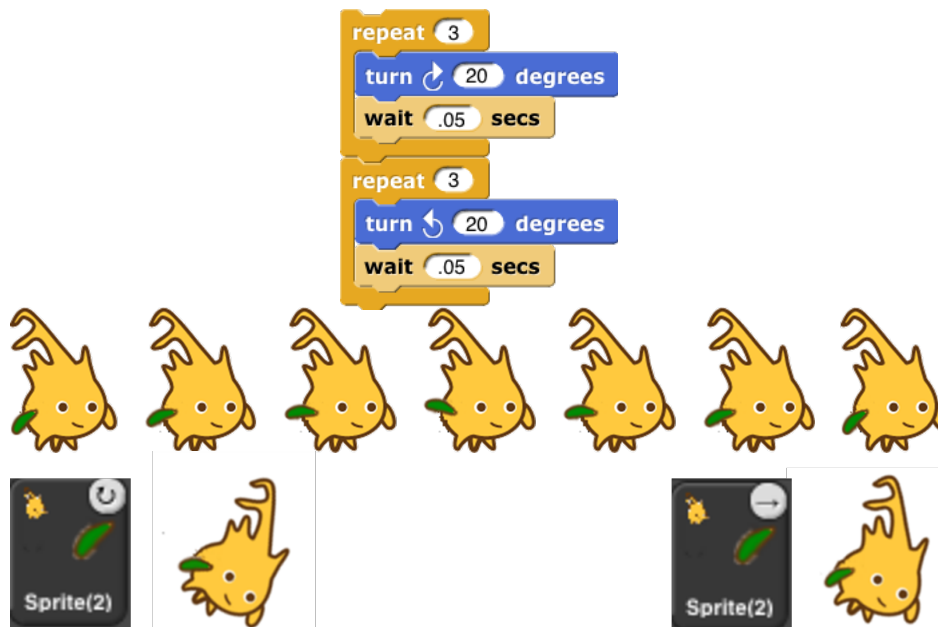 repeat 3
turn 20 degrees
wait .05 secs
repeat 3
turn 20 degrees
wait .05 secs
Sprite(2)
Sprite(2)